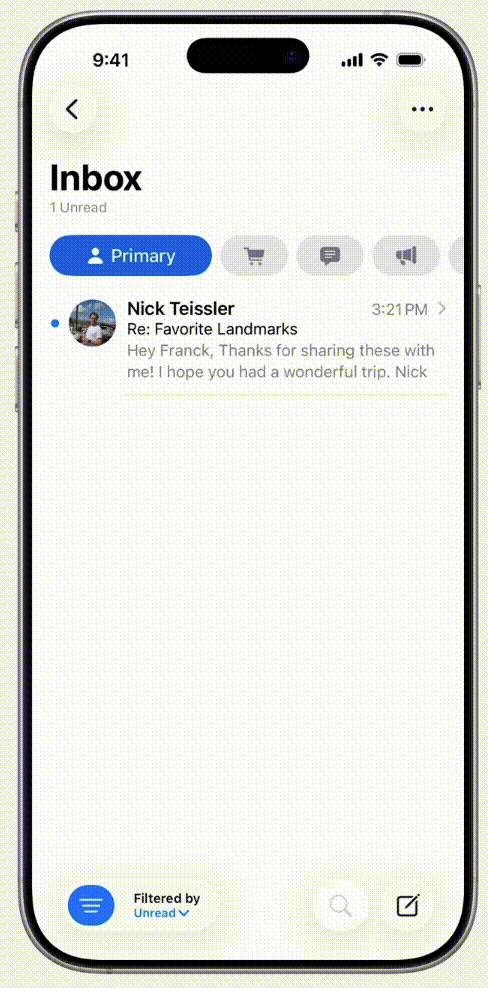 9:41
Inbox
1 Unread
Primary
Nick Teissler 3:21 PM
Re: Favorite Landmarks
Hey Franck, Thanks for sharing these with
me! I hope you had a wonderful trip. Nick
Filtered by
Unread